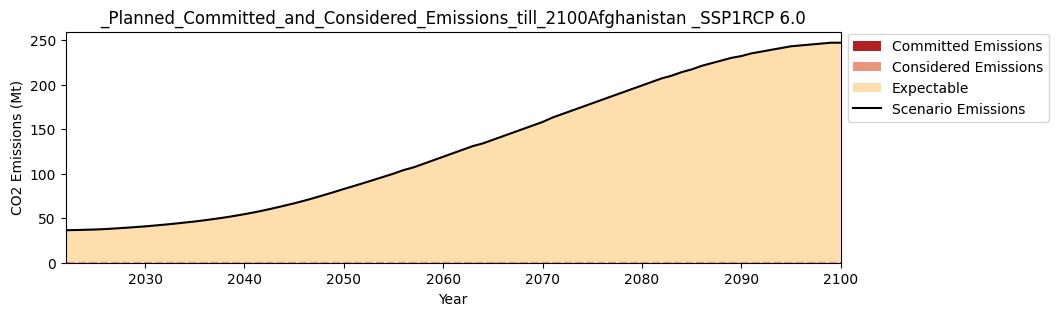 _Planned_Committed_and_Considered_Emissions_till_2100Afghanistan _SSP1RCP 6.0
CO2 Emissions (Mt)
250
200
150
100
50
0
2030 2040 2050 2060 2070 2080 2090 2100
Year
Committed Emissions
Considered Emissions
Expectable
Scenario Emissions